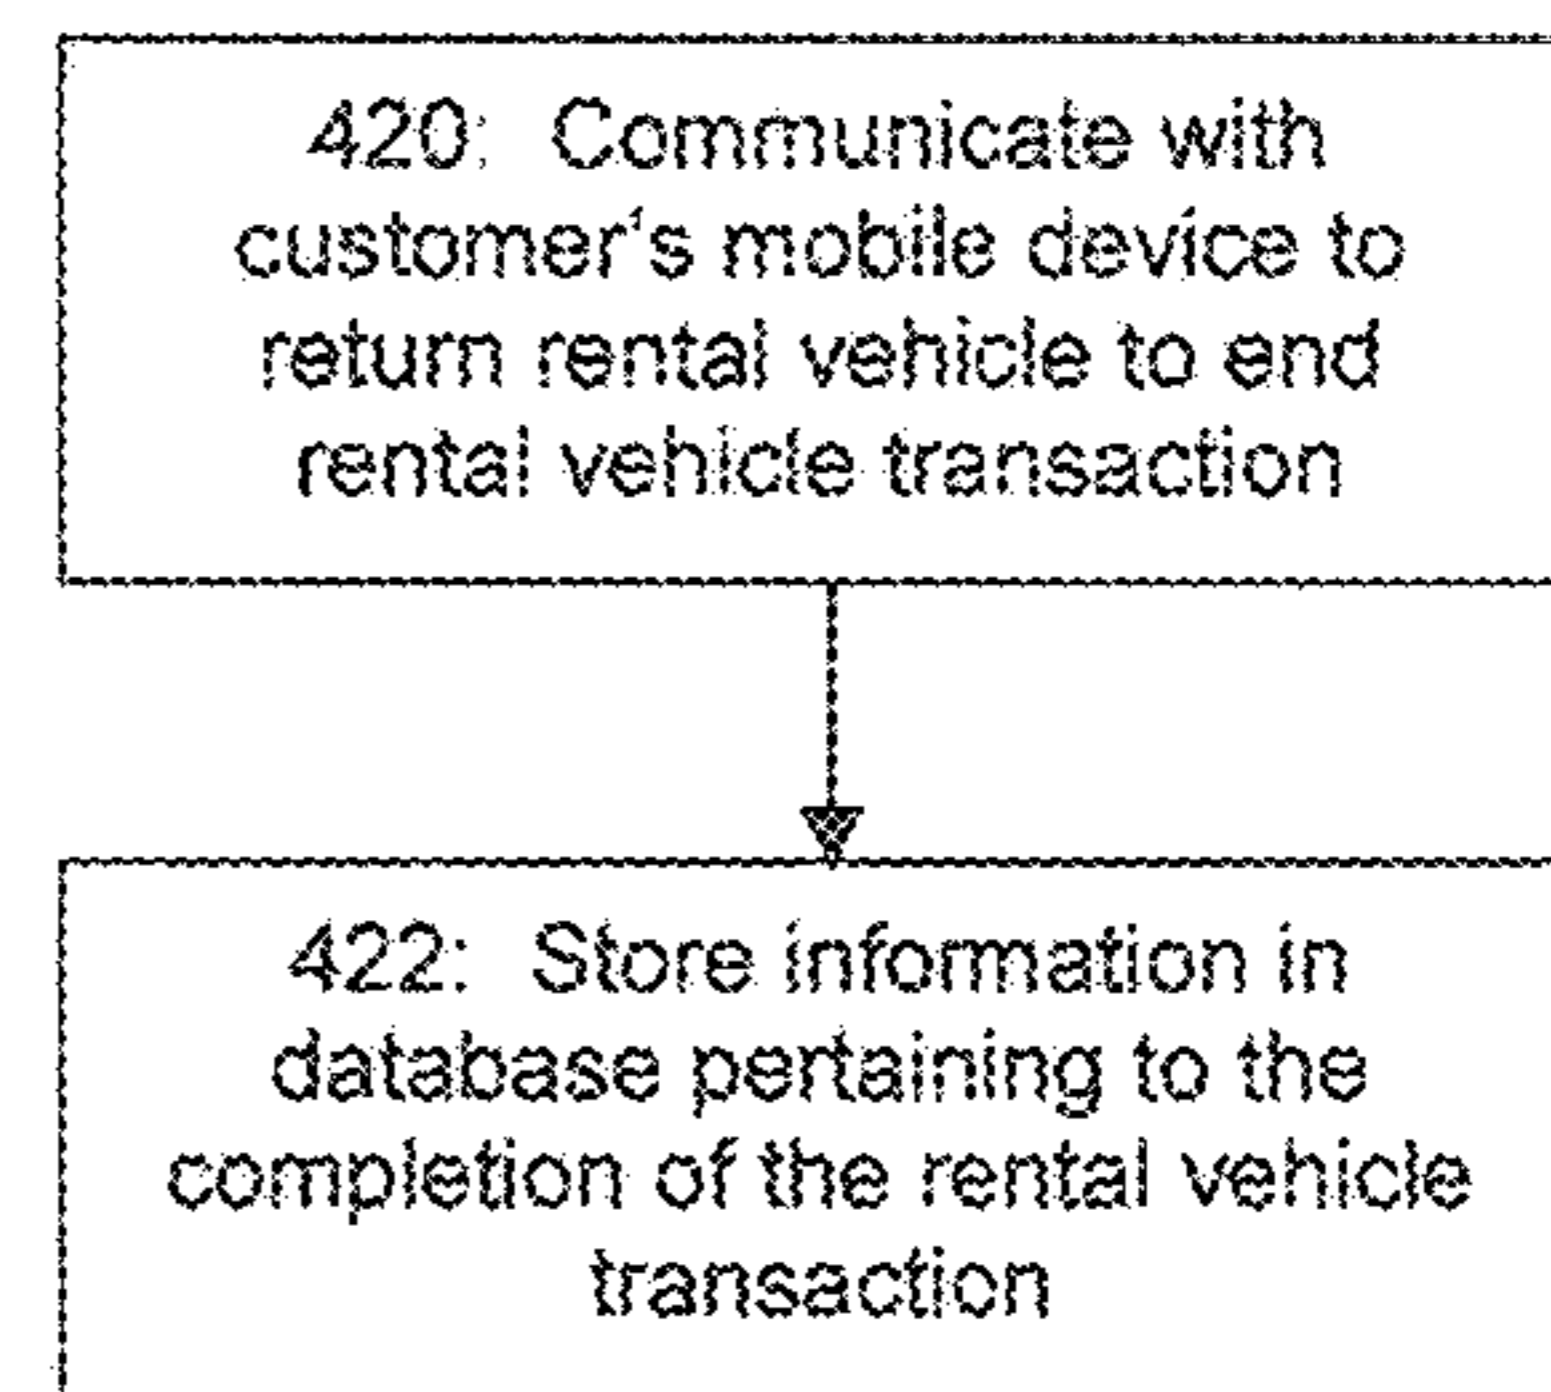 420: Communicate with
customer's mobile device to
return rental vehicle to end
rental vehicle transaction
422: Store information in
database pertaining to the
completion of the rental vehicle
transaction